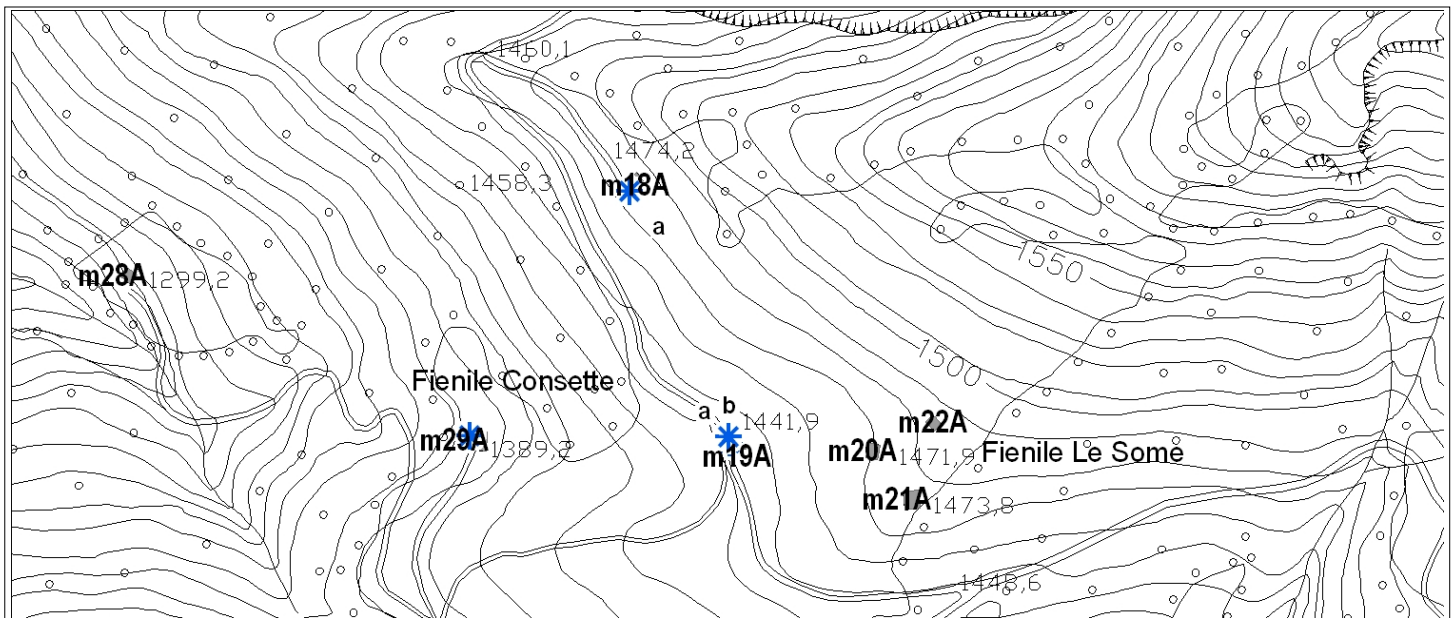 1460,1
1474,2
m18A
1458,3
a
m28A
1299,2
1550
1500
Fienile Consette
a
b
1441,9
m22A
m29A
1389,2
m19A
m20A
1471,9
Fienile Le Some
m21A
1473,8
1448,6